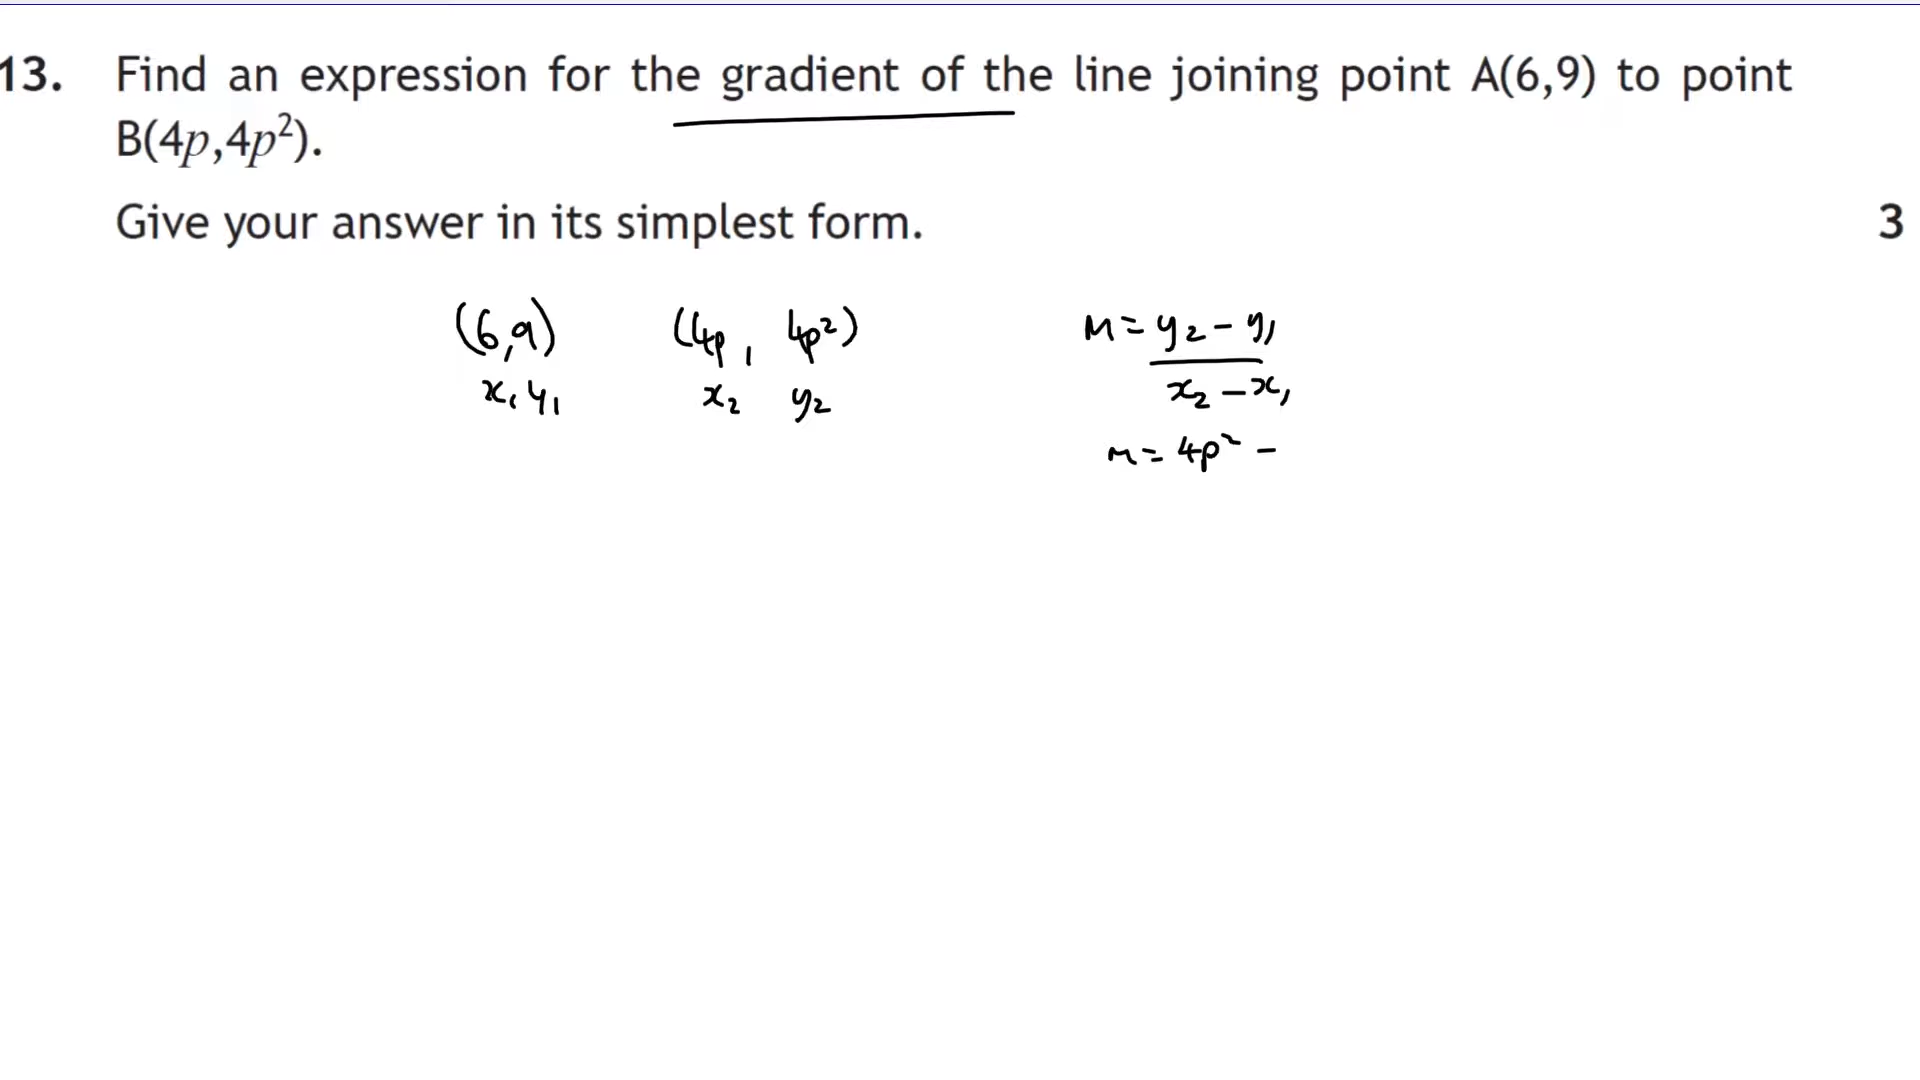 13. Find an expression for the gradient of the line joining point A(6,9) to point
B(4p,4p²).
Give your answer in its simplest form. 3
(6,9) (4p, 4p²) M = y₂ - y₁
x₁ y₁ x₂ y₂ x₂ - x₁
m = 4p² -